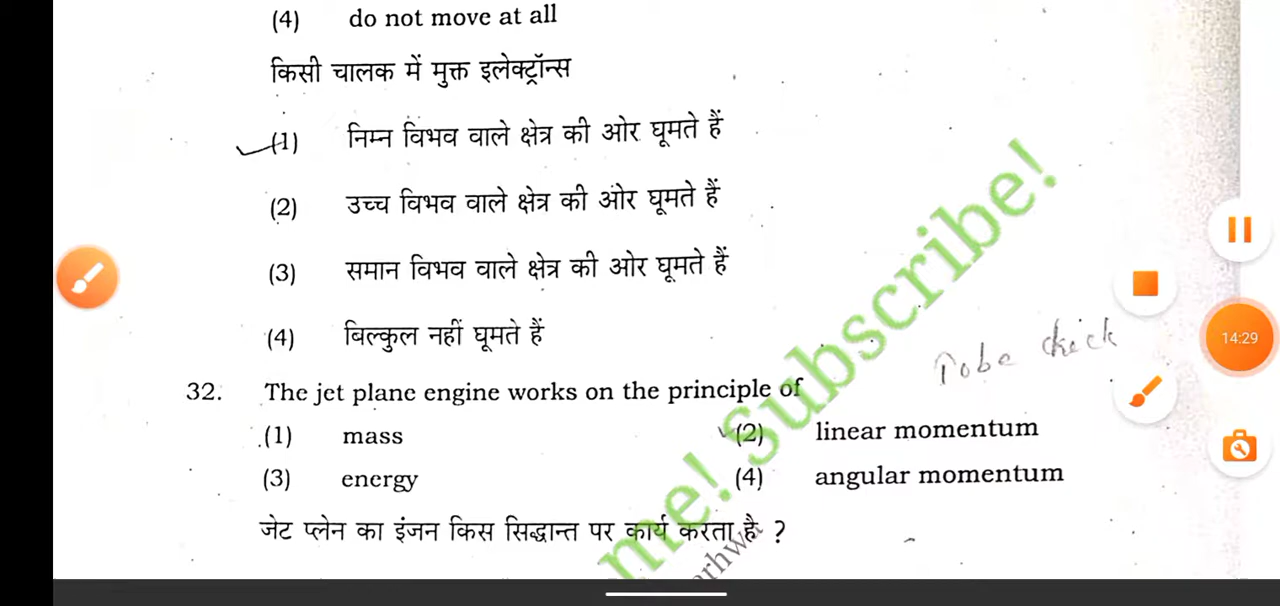 (4) do not move at all
किसी चालक में मुक्त इलेक्ट्रॉन्स
(1) निम्न विभव वाले क्षेत्र की ओर घूमते हैं
(2) उच्च विभव वाले क्षेत्र की ओर घूमते हैं
(3) समान विभव वाले क्षेत्र की ओर घूमते हैं
(4) बिल्कुल नहीं घूमते हैं
To be check
14:29
32. The jet plane engine works on the principle of
(1) mass (2) linear momentum
(3) energy (4) angular momentum
जेट प्लेन का इंजन किस सिद्धान्त पर कार्य करता है ?
me! Subscribe!